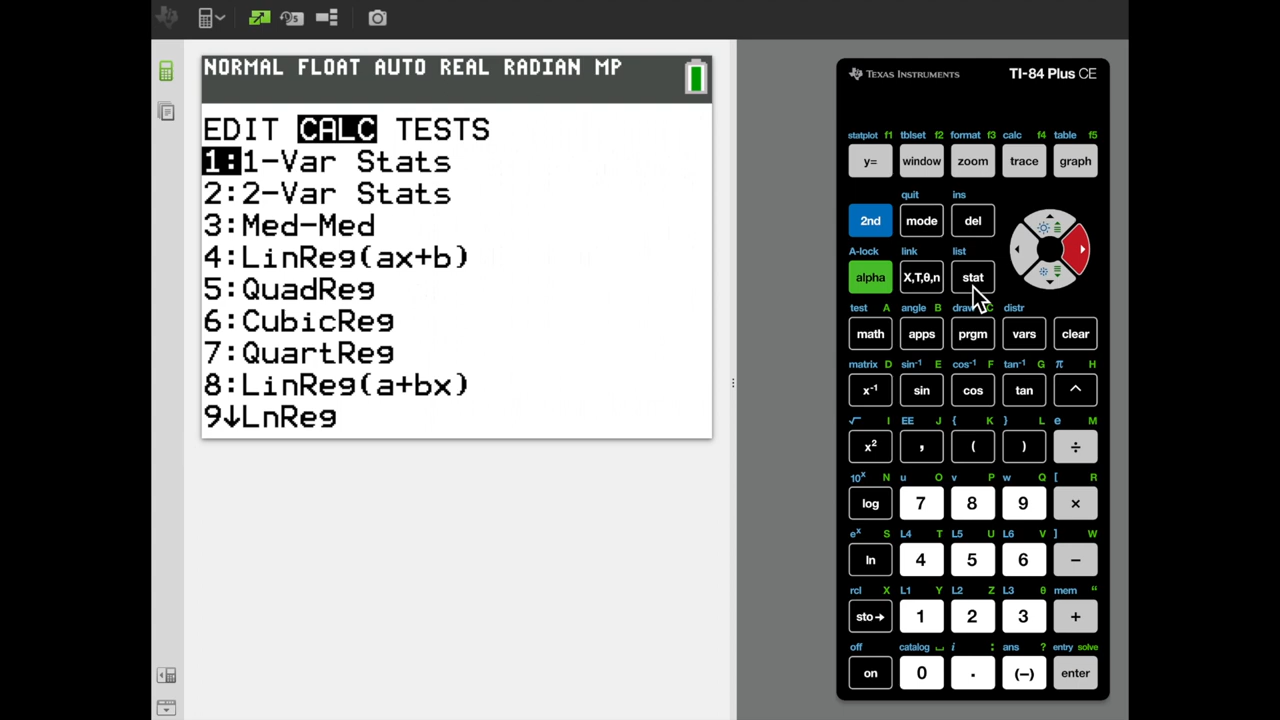 NORMAL FLOAT AUTO REAL RADIAN MP
EDIT CALC TESTS
1:1-Var Stats
2:2-Var Stats
3:Med-Med
4:LinReg(ax+b)
5:QuadReg
6:CubicReg
7:QuartReg
8:LinReg(a+bx)
9↓LnReg
TEXAS INSTRUMENTS TI-84 Plus CE
statplot f1 tblset f2 format f3 calc f4 table f5
y= window zoom trace graph
quit ins
2nd mode del
A-lock link list
alpha X,T,θ,n stat
test A angle B draw C distr
math apps prgm vars clear
matrix D sin-1 E cos-1 F tan-1 G π H
x-1 sin cos tan ^
√ I EE J { K } L e M
x2 , ( ) ÷
10x N u O v P w Q [ R
log 7 8 9 ×
ex S L4 T L5 U L6 V ] W
ln 4 5 6 −
rcl X L1 Y L2 Z L3 θ mem “
sto→ 1 2 3 +
off catalog ⎵ i : ans ? entry solve
on 0 . (−) enter